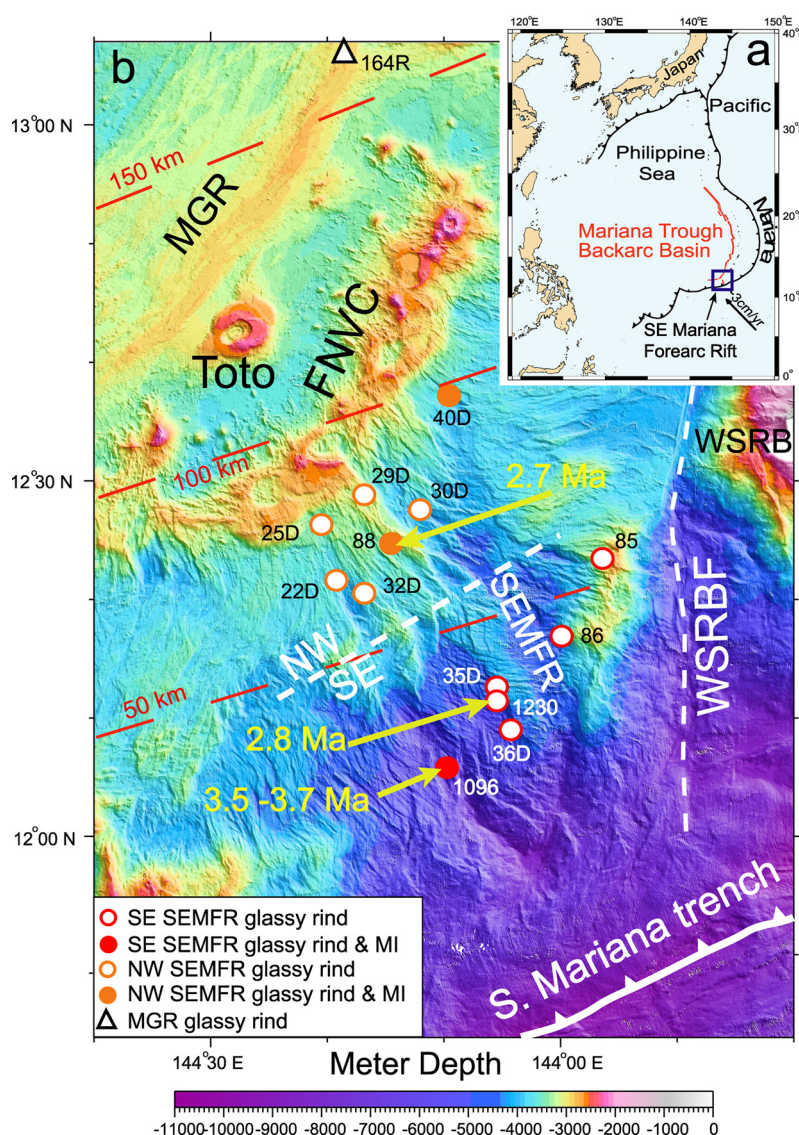 b
164R
13°00 N
150 km
MGR
FNVC
Toto
40D
100 km
29D
30D
2.7 Ma
12°30 N
25D
88
85
22D
32D
SEMFR
86
WSRB
WSRBF
NW
SE
50 km
35D
1230
2.8 Ma
36D
3.5 -3.7 Ma
1096
12°00 N
S. Mariana trench
SE SEMFR glassy rind
SE SEMFR glassy rind & MI
NW SEMFR glassy rind
NW SEMFR glassy rind & MI
MGR glassy rind
144°30 E
Meter Depth
144°00 E
-11000 -10000 -9000 -8000 -7000 -6000 -5000 -4000 -3000 -2000 -1000 0
120°E 130°E 140°E 150°E
a
40°
Japan
Pacific
30°
Philippine
Sea
20°
Mariana
Mariana Trough
Backarc Basin
10°
3cm/yr
SE Mariana
Forearc Rift
0°